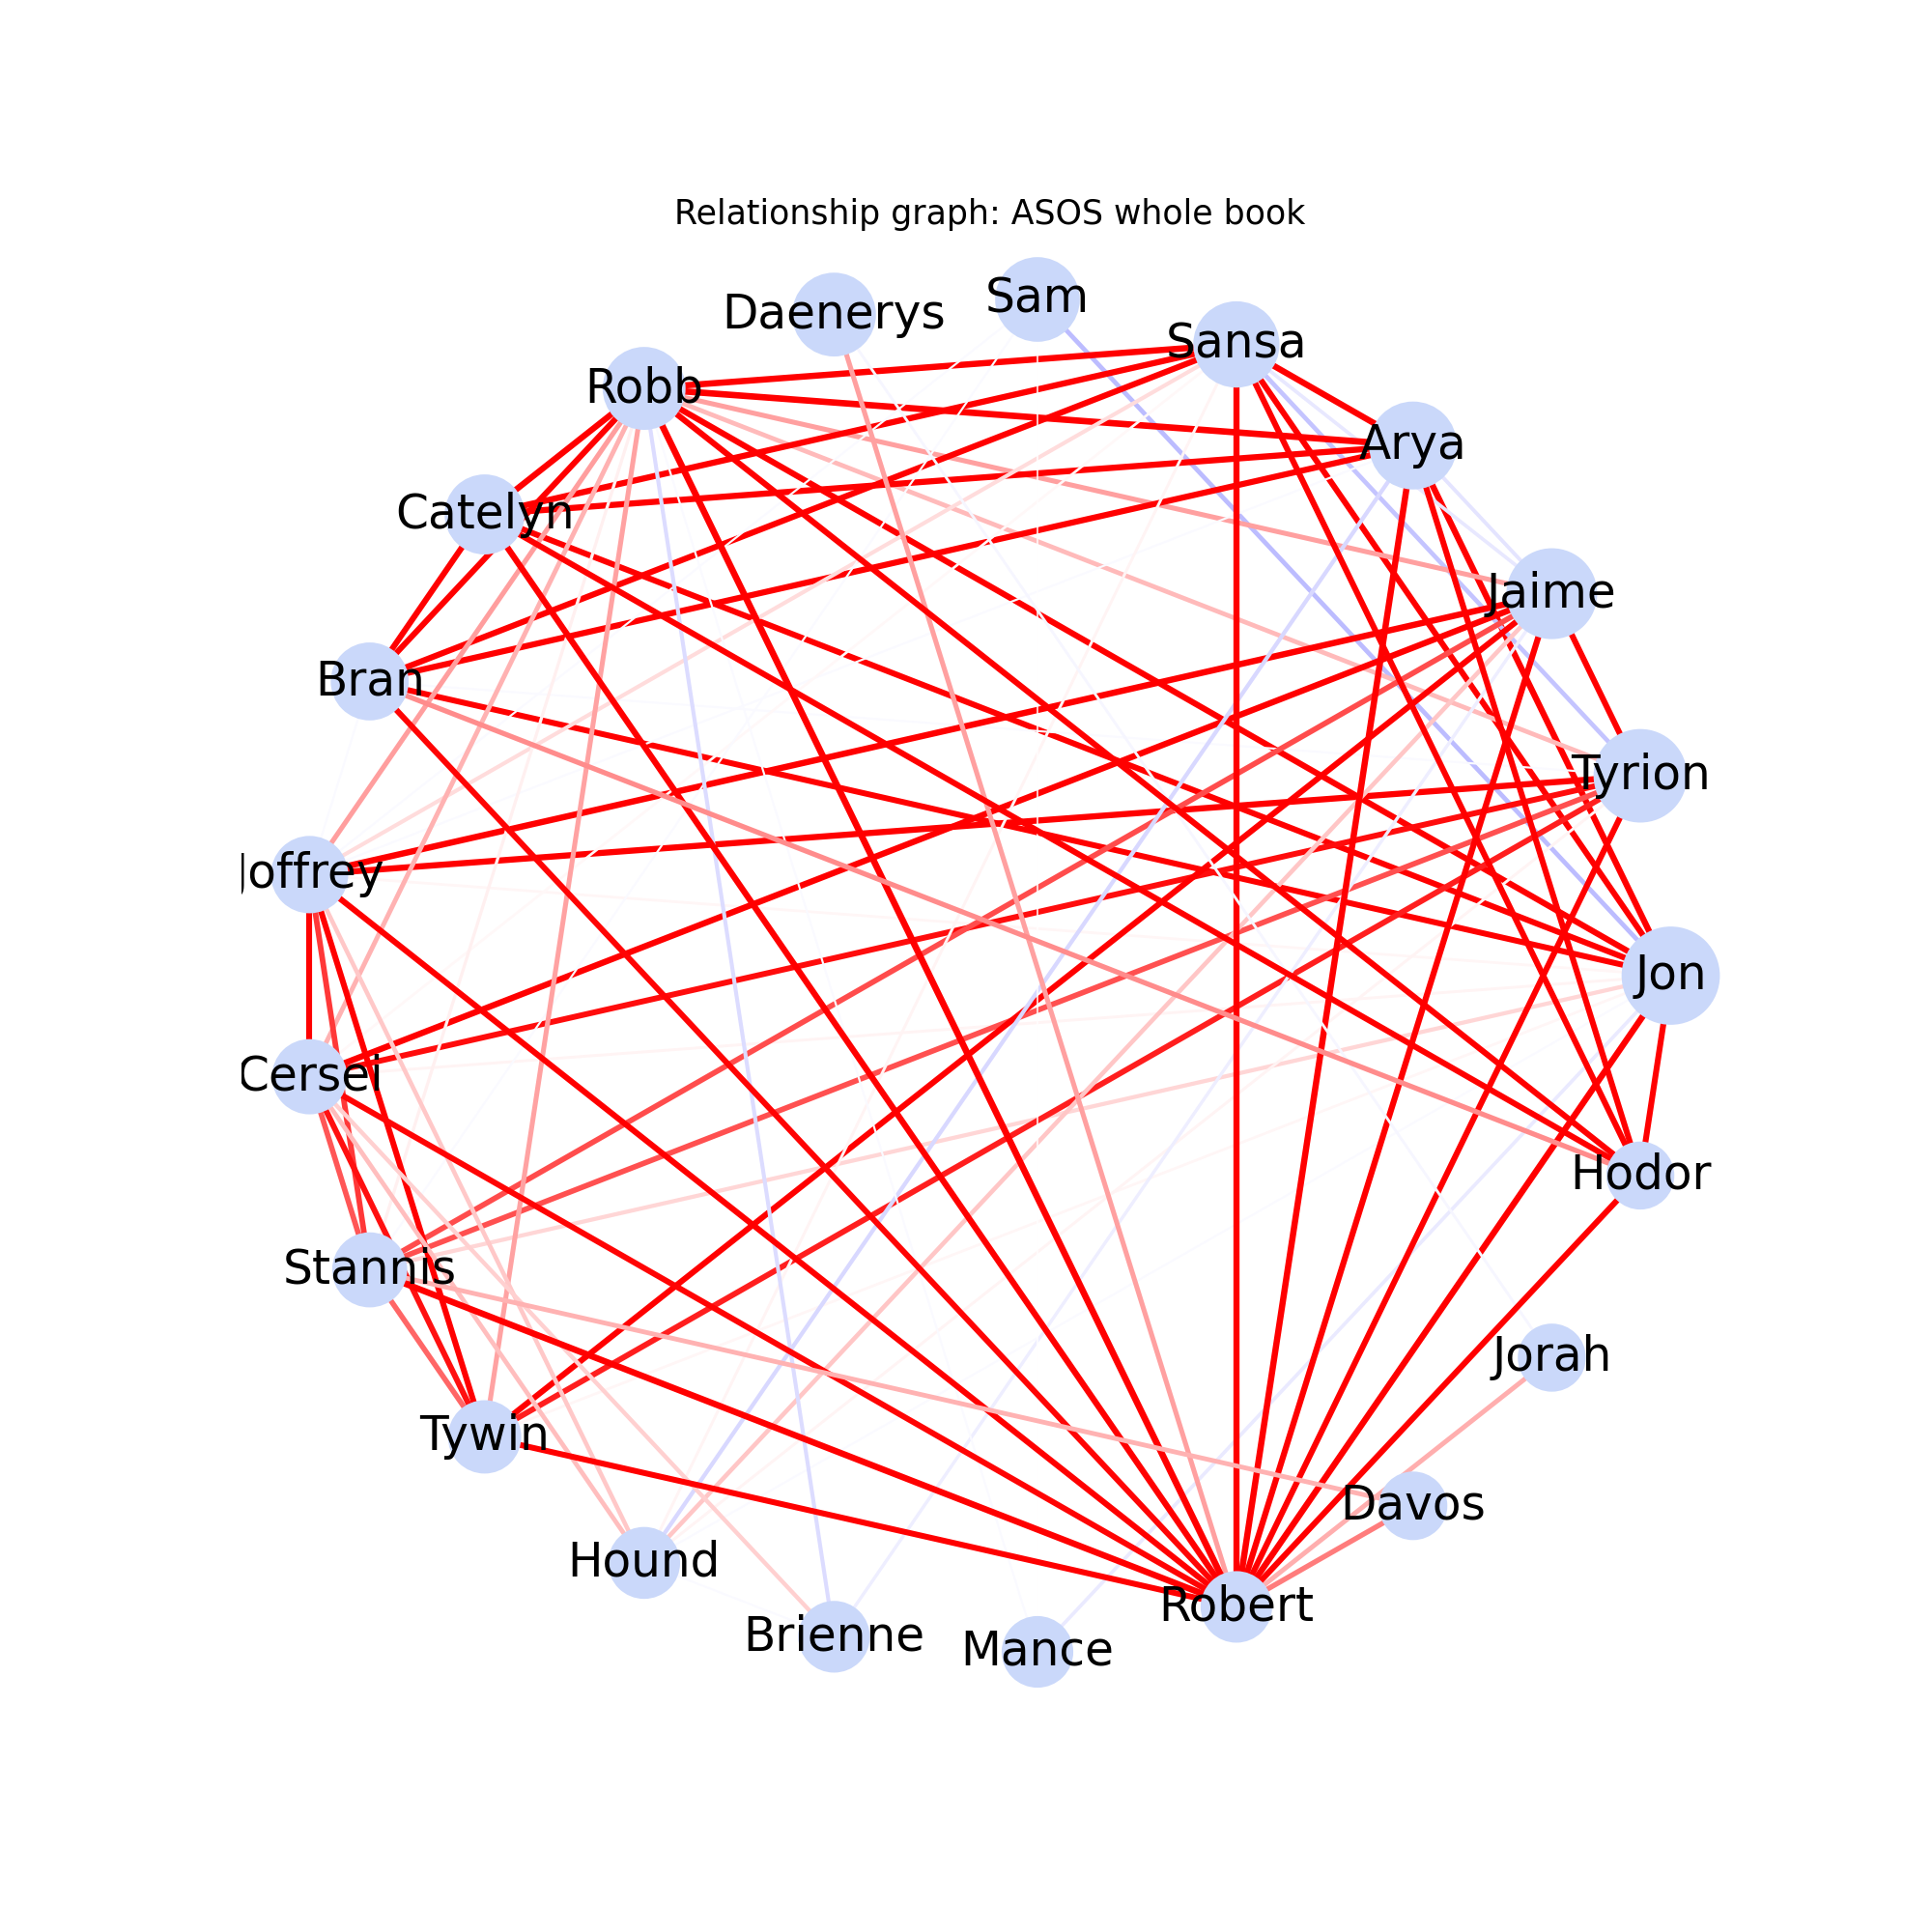 Relationship graph: ASOS whole book
Sam
Daenerys
Sansa
Robb
Arya
Catelyn
Jaime
Bran
Tyrion
Joffrey
Jon
Cersei
Hodor
Stannis
Jorah
Tywin
Davos
Hound
Robert
Brienne
Mance